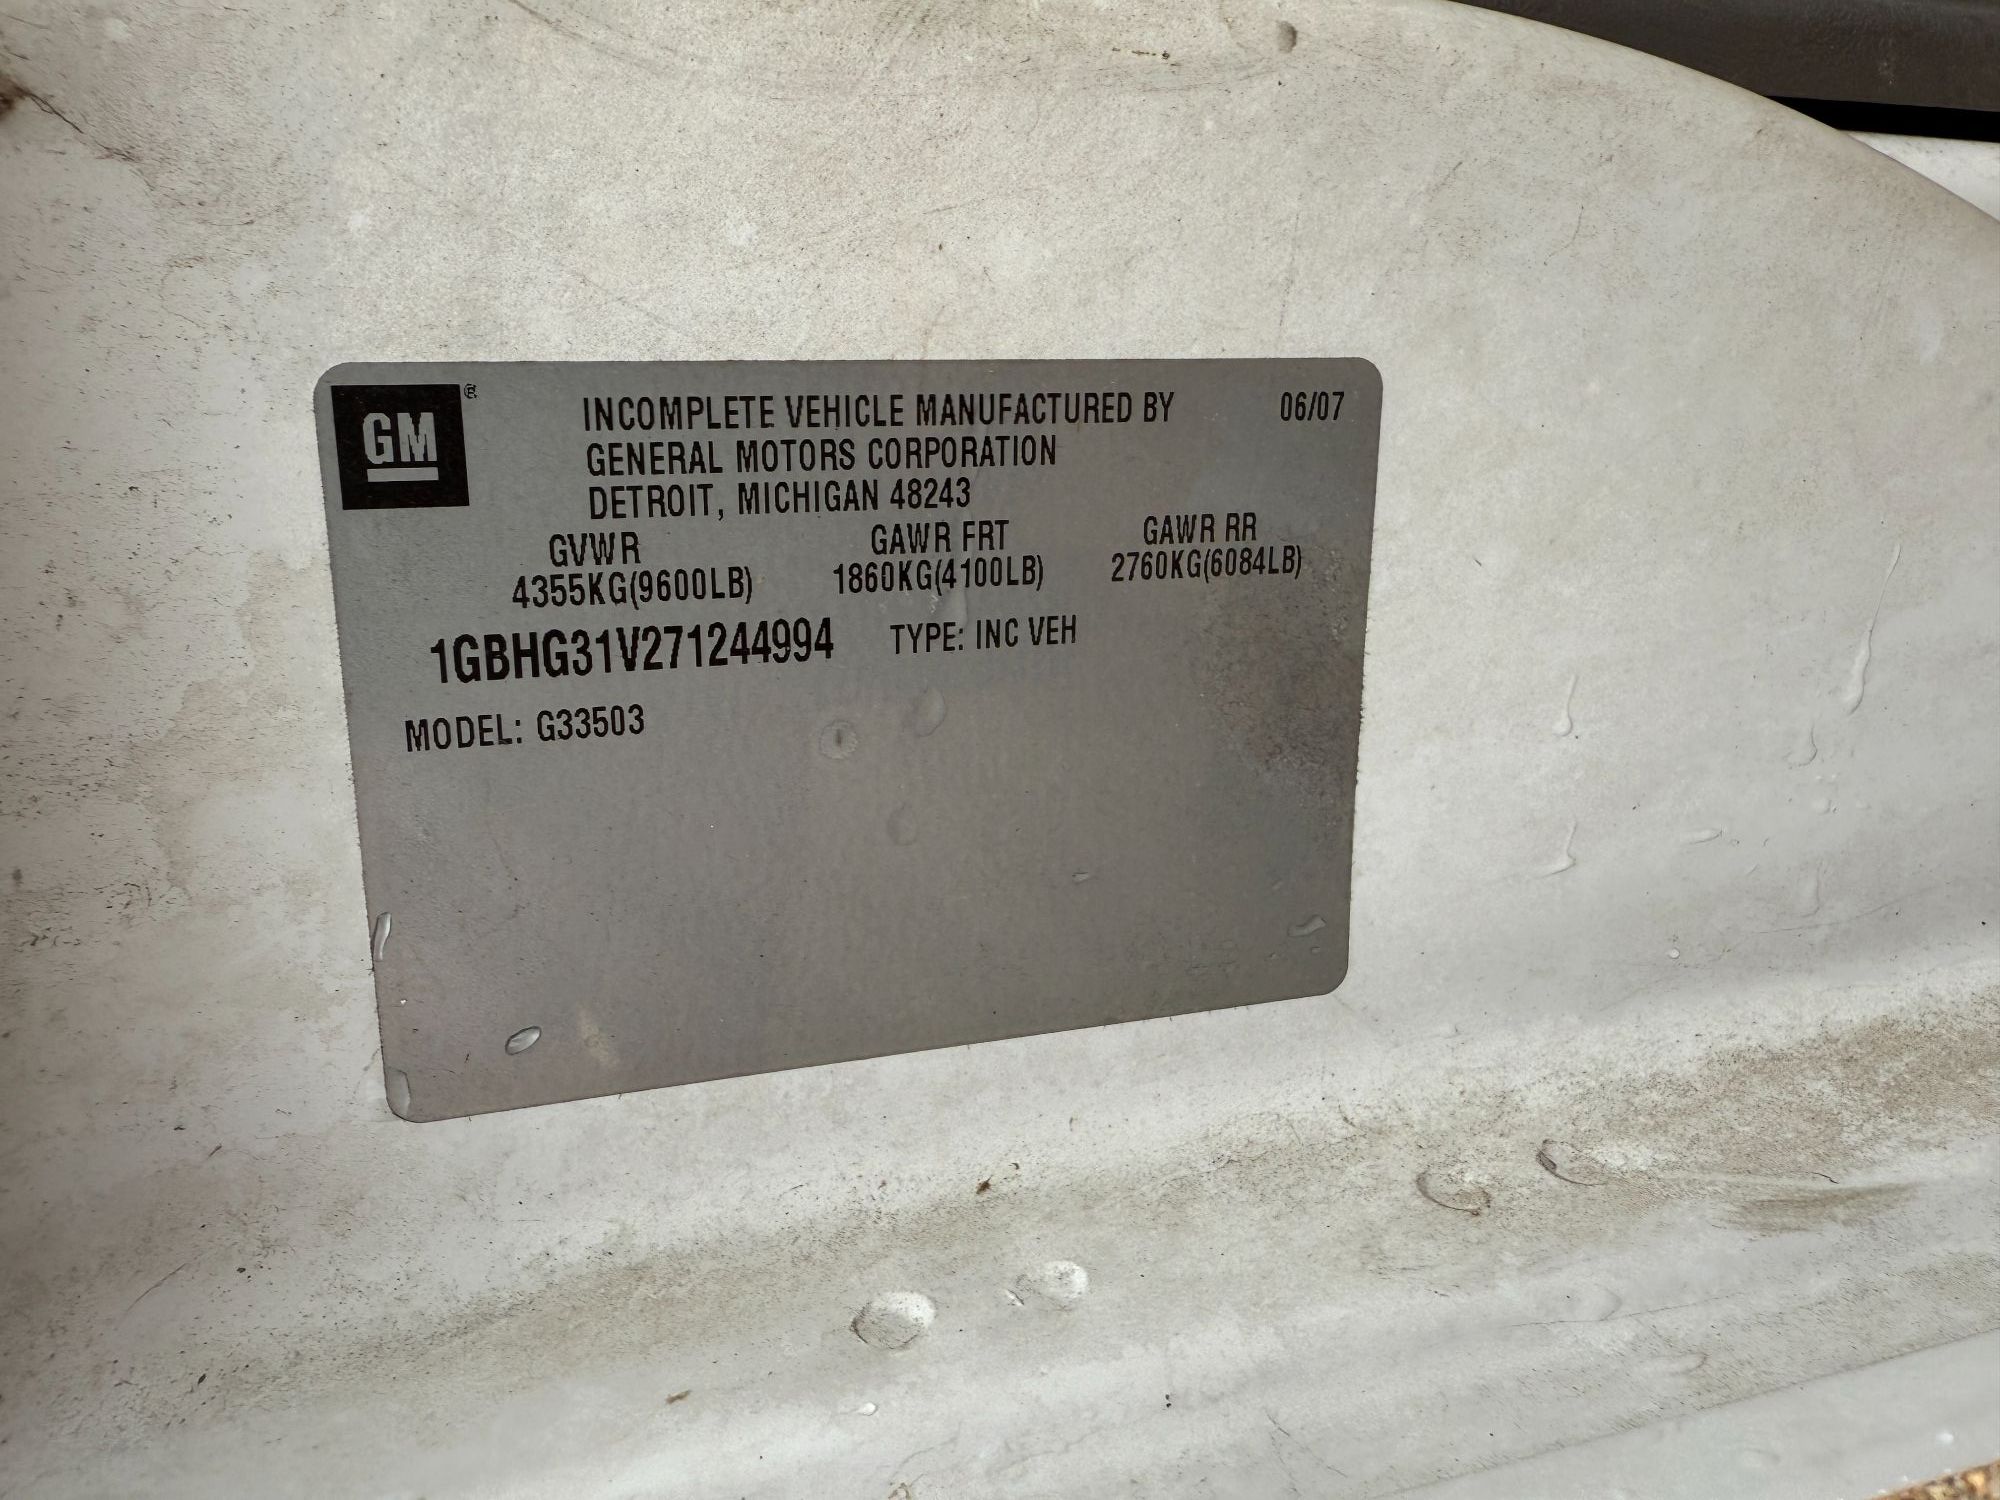 GM ®
INCOMPLETE VEHICLE MANUFACTURED BY 06/07
GENERAL MOTORS CORPORATION
DETROIT, MICHIGAN 48243
GVWR GAWR FRT GAWR RR
4355KG(9600LB) 1860KG(4100LB) 2760KG(6084LB)
1GBHG31V271244994 TYPE: INC VEH
MODEL: G33503